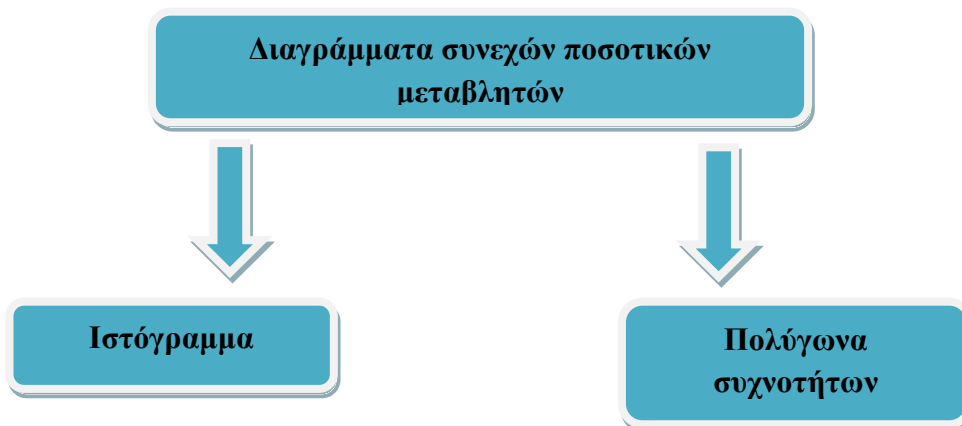 Διαγράμματα συνεχών ποσοτικών
μεταβλητών
Ιστόγραμμα
Πολύγωνα
συχνοτήτων